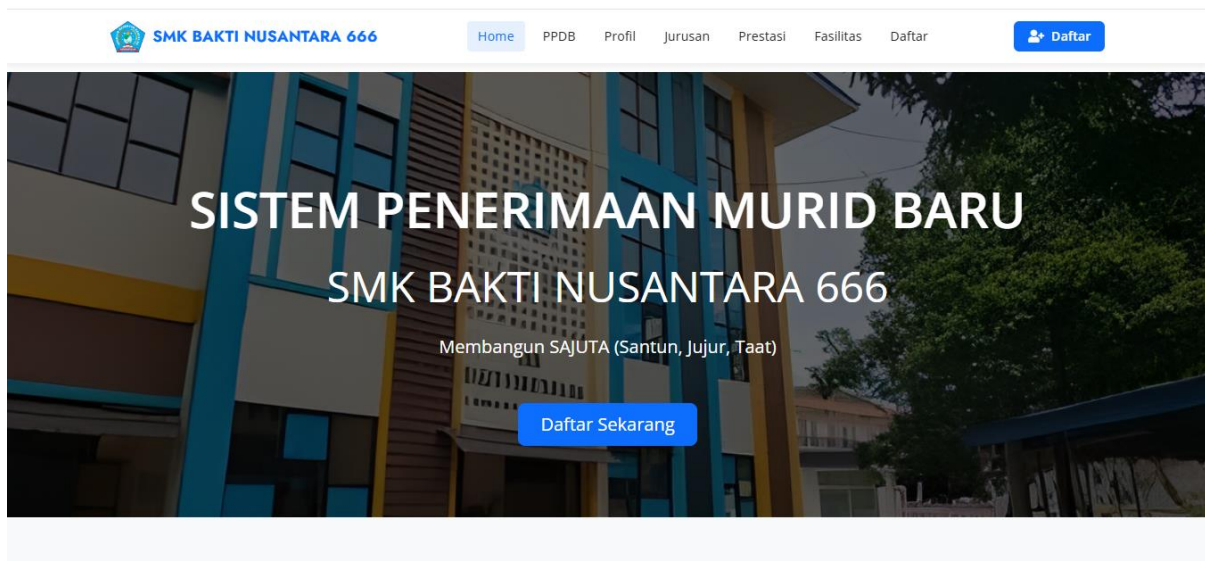 SMK BAKTI NUSANTARA 666
Home PPDB Profil Jurusan Prestasi Fasilitas Daftar
Daftar
SISTEM PENERIMAAN MURID BARU
SMK BAKTI NUSANTARA 666
Membangun SAJUTA (Santun, Jujur, Taat)
Daftar Sekarang